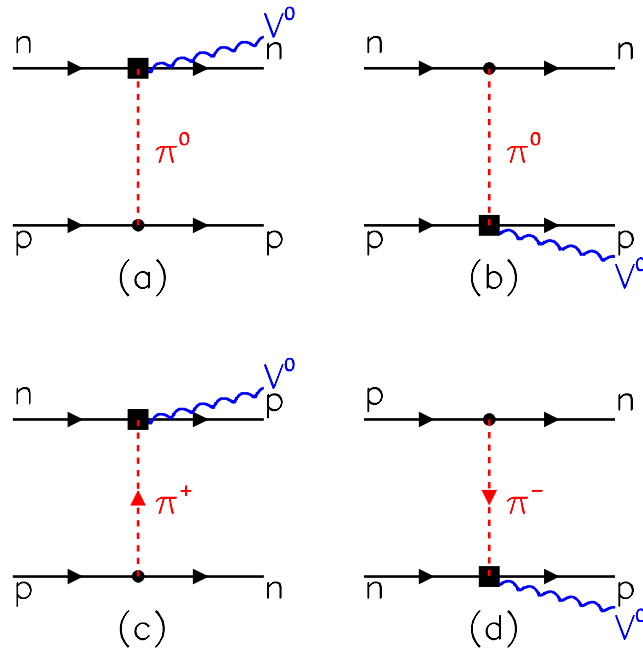 n V⁰ n
π⁰
p p
(a)
n n
π⁰
p p
V⁰
(b)
n V⁰ p
π⁺
p n
(c)
p n
π⁻
n p
V⁰
(d)